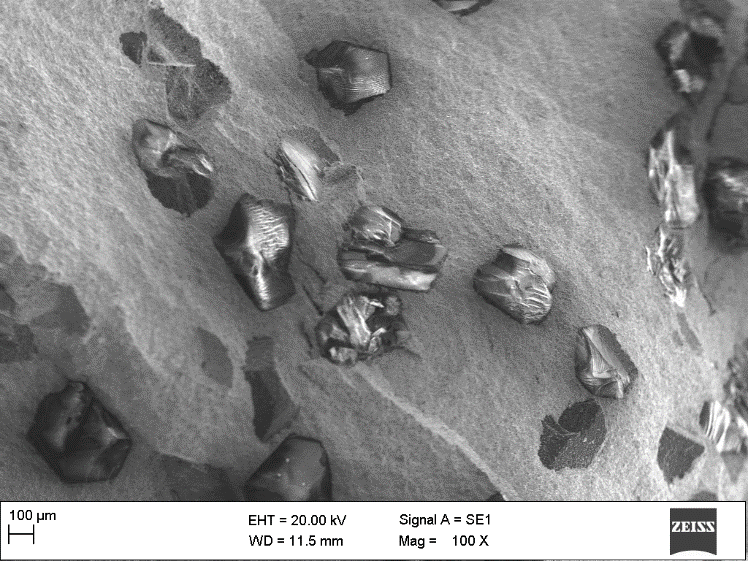 100 µm
EHT = 20.00 kV
Signal A = SE1
WD = 11.5 mm
Mag = 100 X
ZEISS